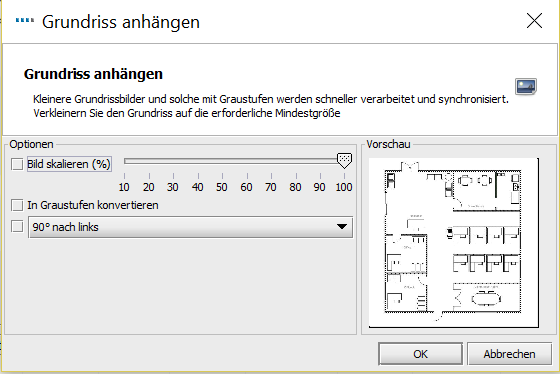 Grundriss anhängen
Grundriss anhängen
Kleinere Grundrissbilder und solche mit Graustufen werden schneller verarbeitet und synchronisiert.
Verkleinern Sie den Grundriss auf die erforderliche Mindestgröße
Optionen
Bild skalieren (%)
10 20 30 40 50 60 70 80 90 100
In Graustufen konvertieren
90° nach links
Vorschau
OK
Abbrechen